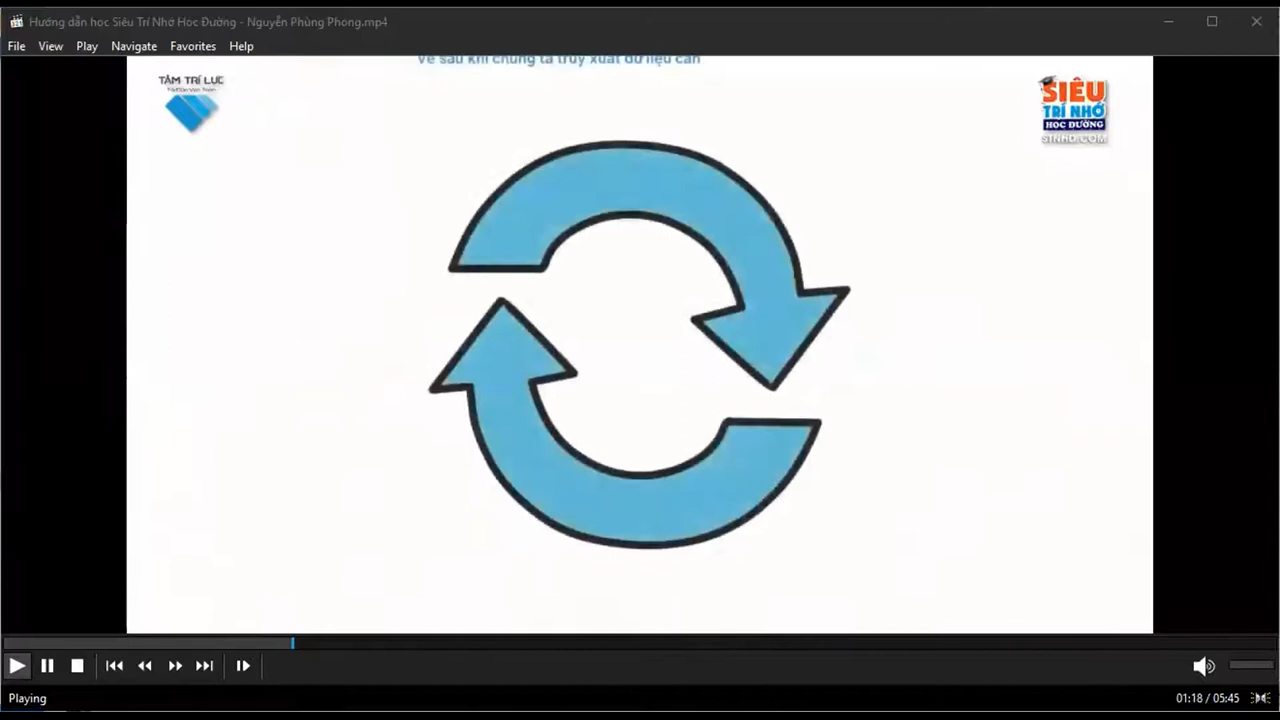 Hướng dẫn học Siêu Trí Nhớ Học Đường - Nguyễn Phùng Phong.mp4
File View Play Navigate Favorites Help
Về sau khi chúng ta truy xuất dữ liệu cần
TÂM TRÍ LỰC
SIÊU
TRÍ NHỚ
HỌC ĐƯỜNG
STNHD.COM
Playing
01:18 / 05:45